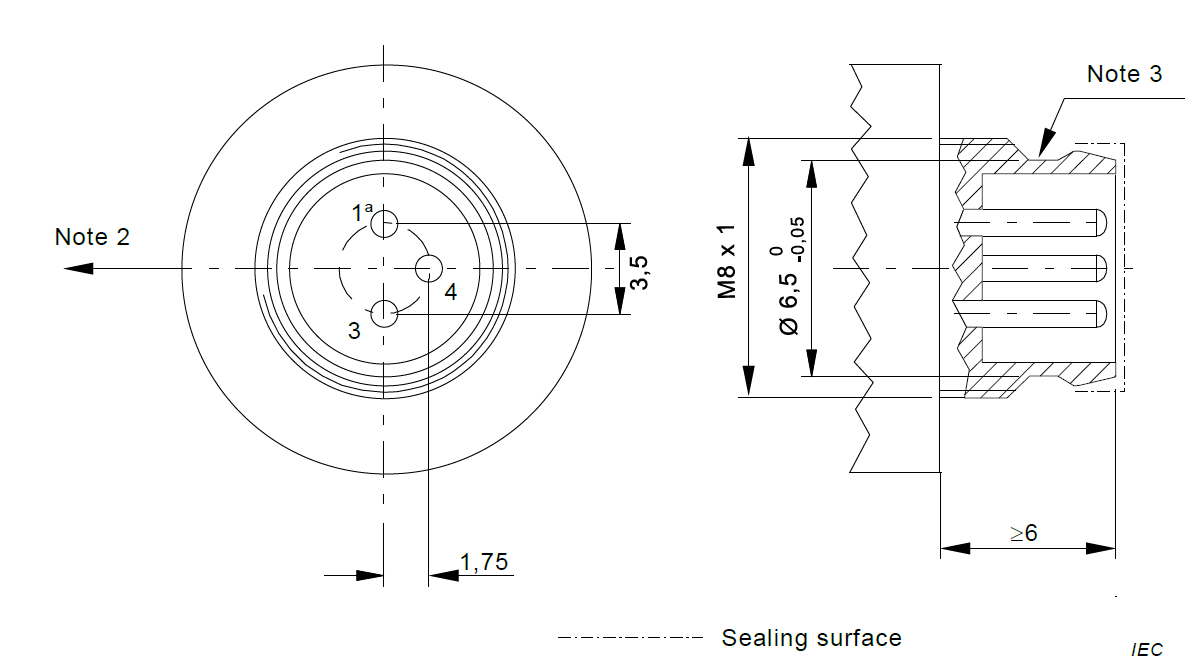 Note 3
1ᵃ
Note 2
4
3
3,5
M8 x 1
Ø 6,5 0 -0,05
≥6
1,75
Sealing surface
IEC